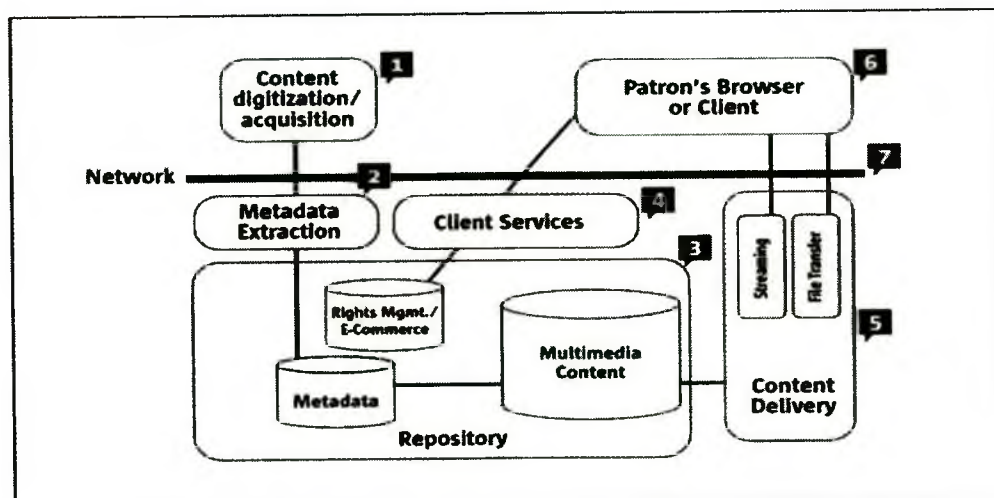 1
Content
digitization/
acquisition
6
Patron's Browser
or Client
Network
7
2
Metadata
Extraction
4
Client Services
3
Rights Mgmt./
E-Commerce
Metadata
Multimedia
Content
Repository
Streaming
File Transfer
5
Content
Delivery